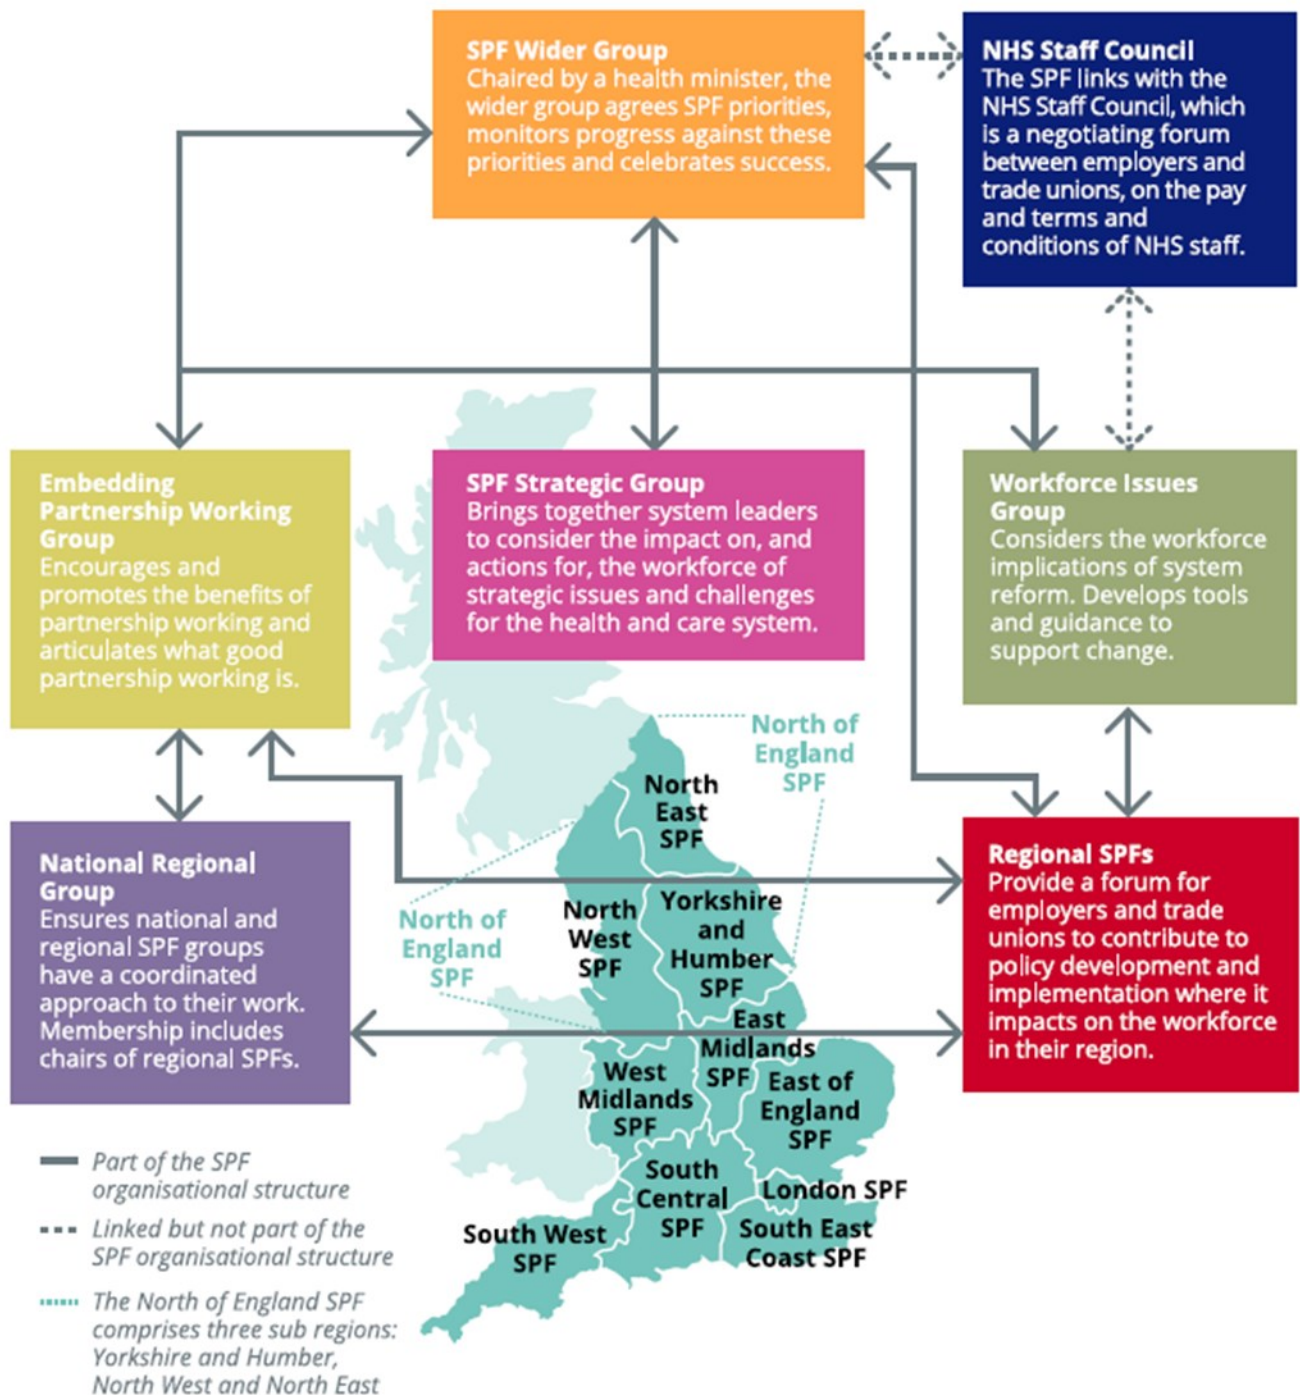 SPF Wider Group
Chaired by a health minister, the
wider group agrees SPF priorities,
monitors progress against these
priorities and celebrates success.
NHS Staff Council
The SPF links with the
NHS Staff Council, which
is a negotiating forum
between employers and
trade unions, on the pay
and terms and
conditions of NHS staff.
Embedding
Partnership Working
Group
Encourages and
promotes the benefits of
partnership working and
articulates what good
partnership working is.
SPF Strategic Group
Brings together system leaders
to consider the impact on, and
actions for, the workforce of
strategic issues and challenges
for the health and care system.
Workforce Issues
Group
Considers the workforce
implications of system
reform. Develops tools
and guidance to
support change.
National Regional
Group
Ensures national and
regional SPF groups
have a coordinated
approach to their work.
Membership includes
chairs of regional SPFs.
Regional SPFs
Provide a forum for
employers and trade
unions to contribute to
policy development and
implementation where it
impacts on the workforce
in their region.
North of
England
SPF
North
East
SPF
North of
England
SPF
North
West
SPF
Yorkshire
and
Humber
SPF
East
Midlands
SPF
West
Midlands
SPF
East of
England
SPF
South
Central
SPF
London SPF
South West
SPF
South East
Coast SPF
Part of the SPF
organisational structure
Linked but not part of the
SPF organisational structure
The North of England SPF
comprises three sub regions:
Yorkshire and Humber,
North West and North East